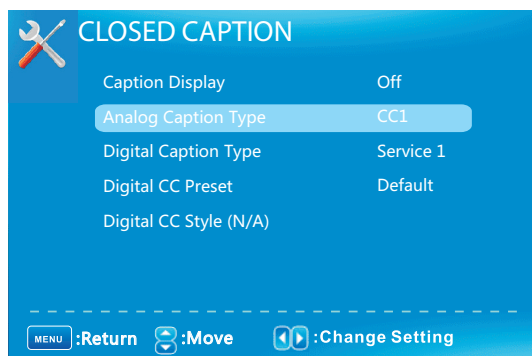 CLOSED CAPTION
Caption Display Off
Analog Caption Type CC1
Digital Caption Type Service 1
Digital CC Preset Default
Digital CC Style (N/A)
MENU :Return :Move :Change Setting